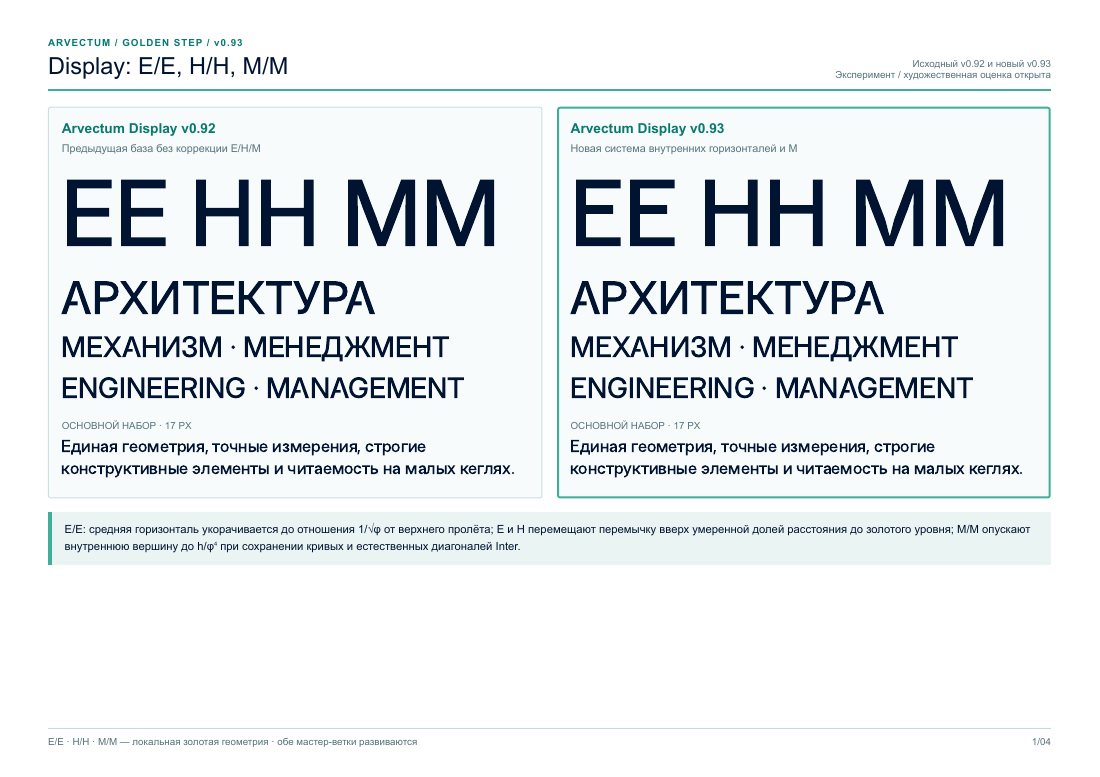 ARVECTUM / GOLDEN STEP / v0.93
Display: E/E, H/H, M/M
Исходный v0.92 и новый v0.93
Эксперимент / художественная оценка открыта
Arvectum Display v0.92
Предыдущая база без коррекции E/H/M
EE HH MM
АРХИТЕКТУРА
МЕХАНИЗМ · МЕНЕДЖМЕНТ
ENGINEERING · MANAGEMENT
ОСНОВНОЙ НАБОР · 17 PX
Единая геометрия, точные измерения, строгие
конструктивные элементы и читаемость на малых кеглях.
Arvectum Display v0.93
Новая система внутренних горизонталей и M
EE HH MM
АРХИТЕКТУРА
МЕХАНИЗМ · МЕНЕДЖМЕНТ
ENGINEERING · MANAGEMENT
ОСНОВНОЙ НАБОР · 17 PX
Единая геометрия, точные измерения, строгие
конструктивные элементы и читаемость на малых кеглях.
E/E: средняя горизонталь укорачивается до отношения 1/√φ от верхнего пролёта; E и H перемещают перемычку вверх умеренной долей расстояния до золотого уровня; M/M опускают
внутреннюю вершину до h/φ⁴ при сохранении кривых и естественных диагоналей Inter.
E/E · H/H · M/M — локальная золотая геометрия · обе мастер-ветки развиваются
1/04